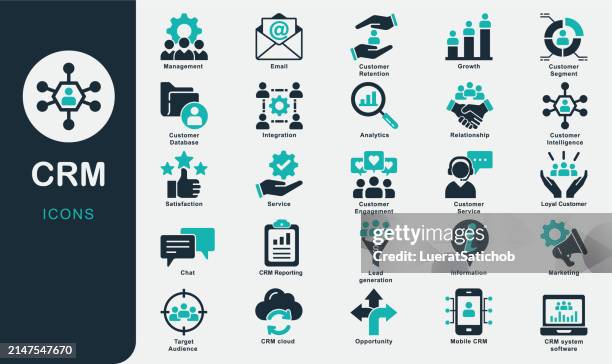 CRM
ICONS
Management
Email
Customer
Retention
Growth
Customer
Segment
Customer
Database
Integration
Analytics
Relationship
Customer
Intelligence
Satisfaction
Service
Customer
Engagement
Customer
Service
Loyal Customer
Chat
CRM Reporting
Lead
generation
Information
Marketing
Target
Audience
CRM cloud
Opportunity
Mobile CRM
CRM system
software
gettyimages
LueratSatichob
2147547670